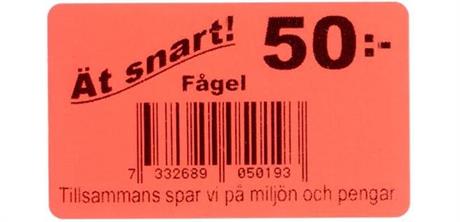 Ät snart! 50:-
Fågel
7 332689 050193
Tillsammans spar vi på miljön och pengar